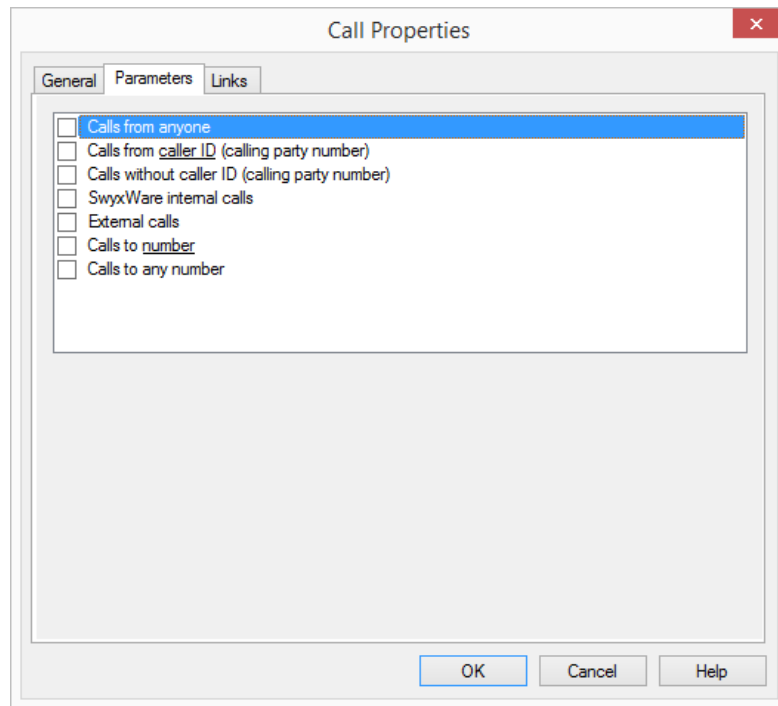 Call Properties
General Parameters Links
Calls from anyone
Calls from caller ID (calling party number)
Calls without caller ID (calling party number)
SwyxWare internal calls
External calls
Calls to number
Calls to any number
OK Cancel Help